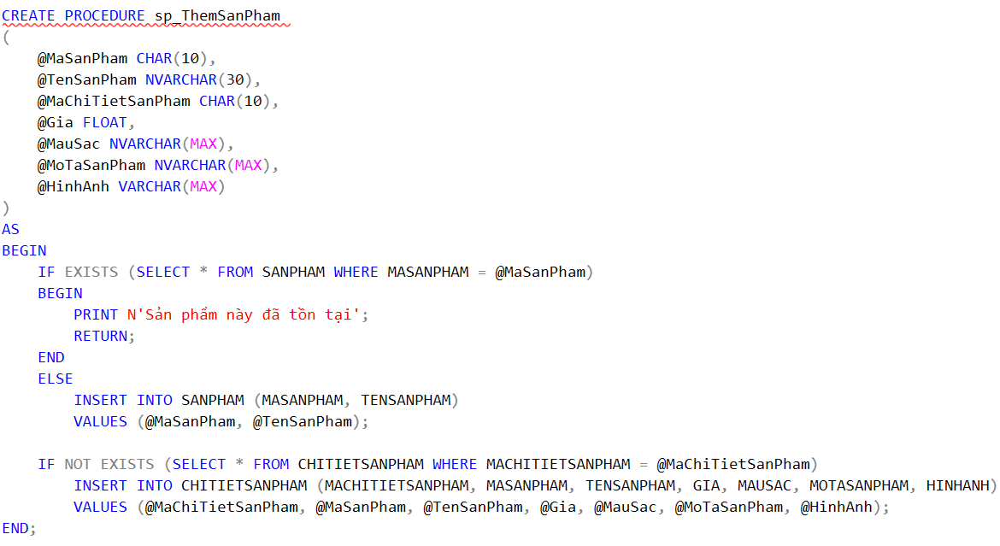 CREATE PROCEDURE sp_ThemSanPham
(
    @MaSanPham CHAR(10),
    @TenSanPham NVARCHAR(30),
    @MaChiTietSanPham CHAR(10),
    @Gia FLOAT,
    @MauSac NVARCHAR(MAX),
    @MoTaSanPham NVARCHAR(MAX),
    @HinhAnh VARCHAR(MAX)
)
AS
BEGIN
    IF EXISTS (SELECT * FROM SANPHAM WHERE MASANPHAM = @MaSanPham)
    BEGIN
        PRINT N'Sản phẩm này đã tồn tại';
        RETURN;
    END
    ELSE
        INSERT INTO SANPHAM (MASANPHAM, TENSANPHAM)
        VALUES (@MaSanPham, @TenSanPham);

    IF NOT EXISTS (SELECT * FROM CHITIETSANPHAM WHERE MACHITIETSANPHAM = @MaChiTietSanPham)
        INSERT INTO CHITIETSANPHAM (MACHITIETSANPHAM, MASANPHAM, TENSANPHAM, GIA, MAUSAC, MOTASANPHAM, HINHANH)
        VALUES (@MaChiTietSanPham, @MaSanPham, @TenSanPham, @Gia, @MauSac, @MoTaSanPham, @HinhAnh);
END;